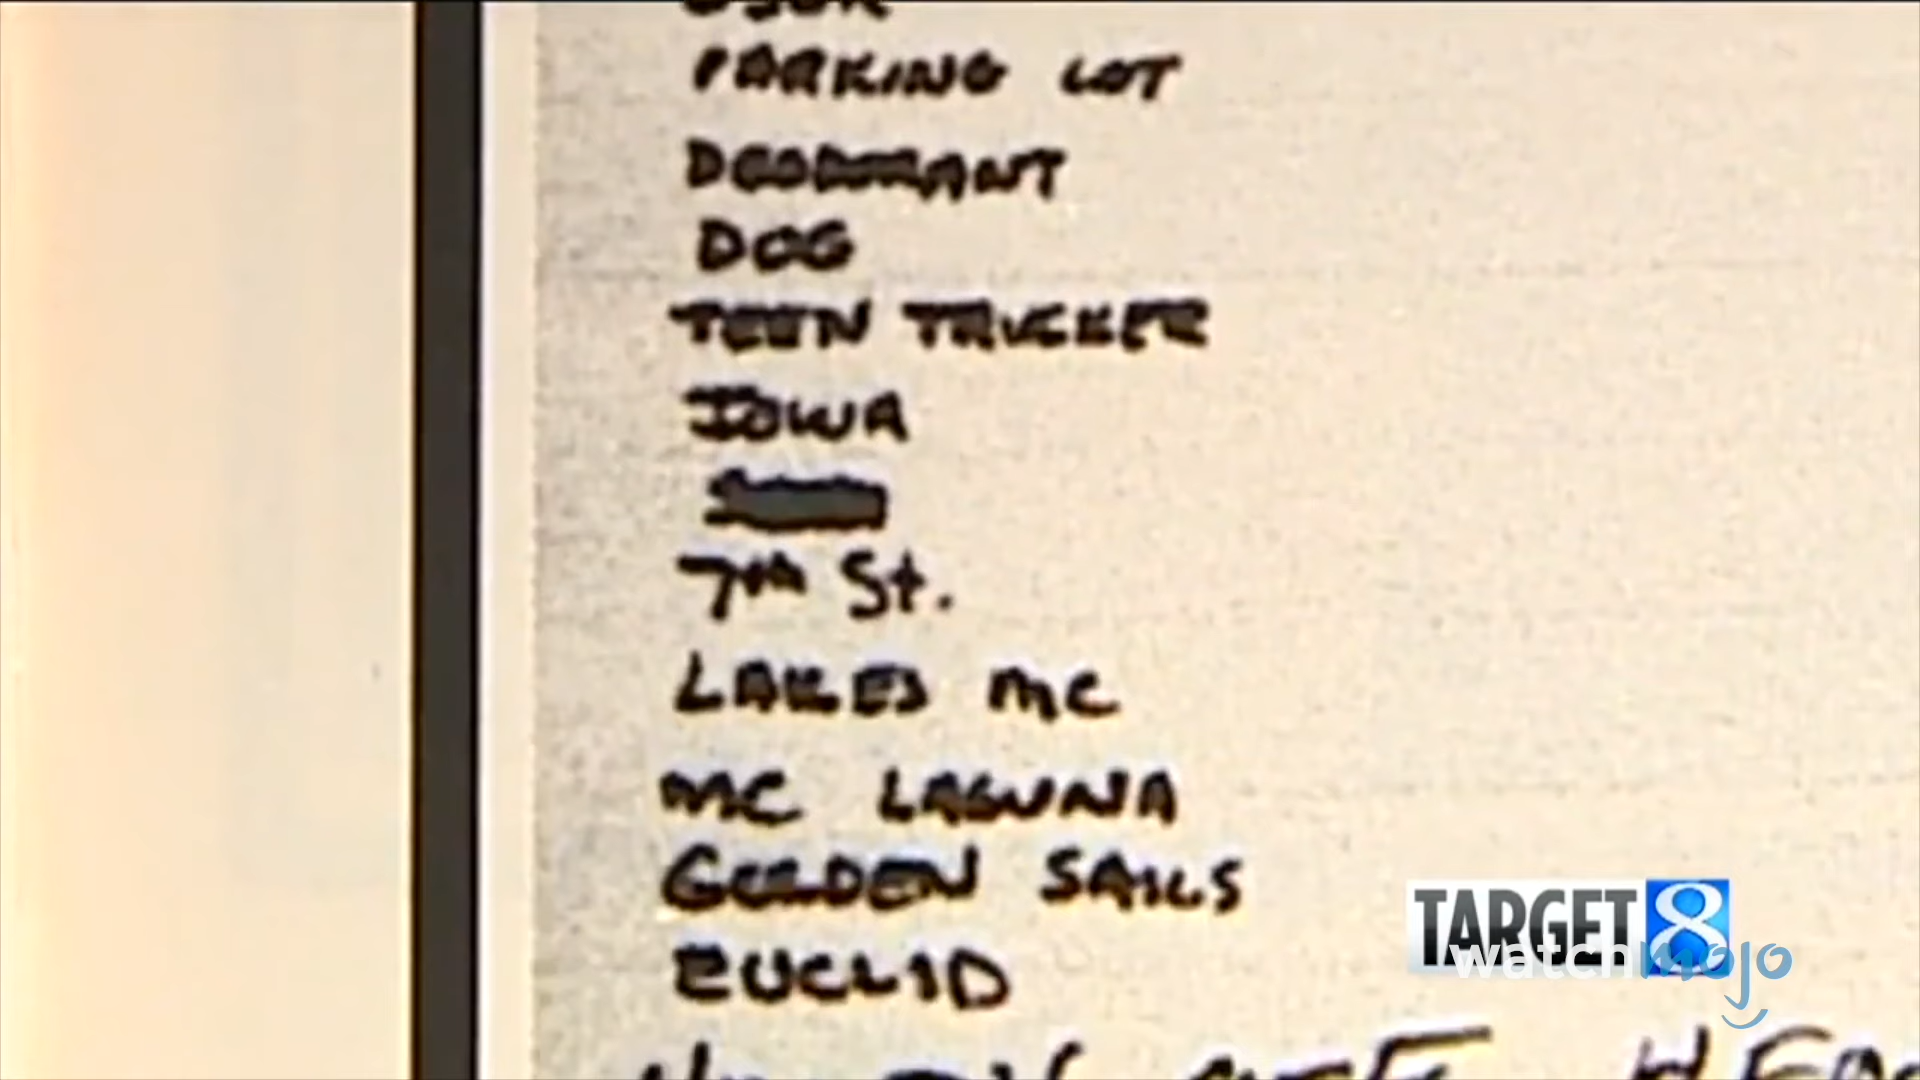 PARKING LOT
DEODORANT
DOG
TEEN TRUCKER
IOWA
7TH St.
LAKES MC
MC LAGUNA
GOLDEN SAILS
EUCLID
TARGET 8
watchmojo